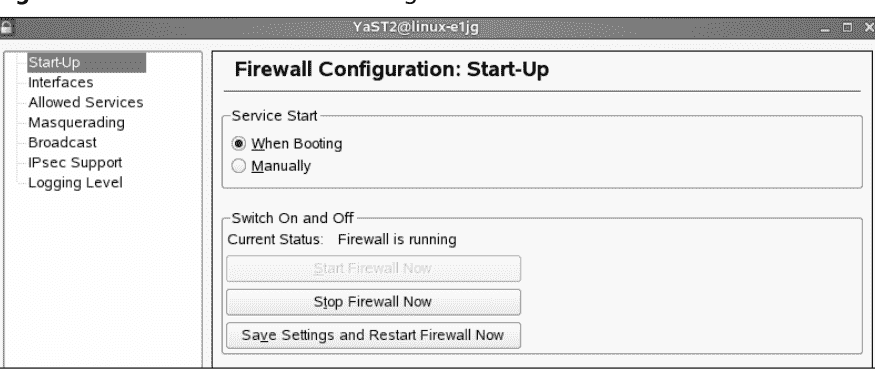 YaST2@linux-e1jg
Start-Up
Interfaces
Allowed Services
Masquerading
Broadcast
IPsec Support
Logging Level
Firewall Configuration: Start-Up
Service Start
When Booting
Manually
Switch On and Off
Current Status: Firewall is running
Start Firewall Now
Stop Firewall Now
Save Settings and Restart Firewall Now